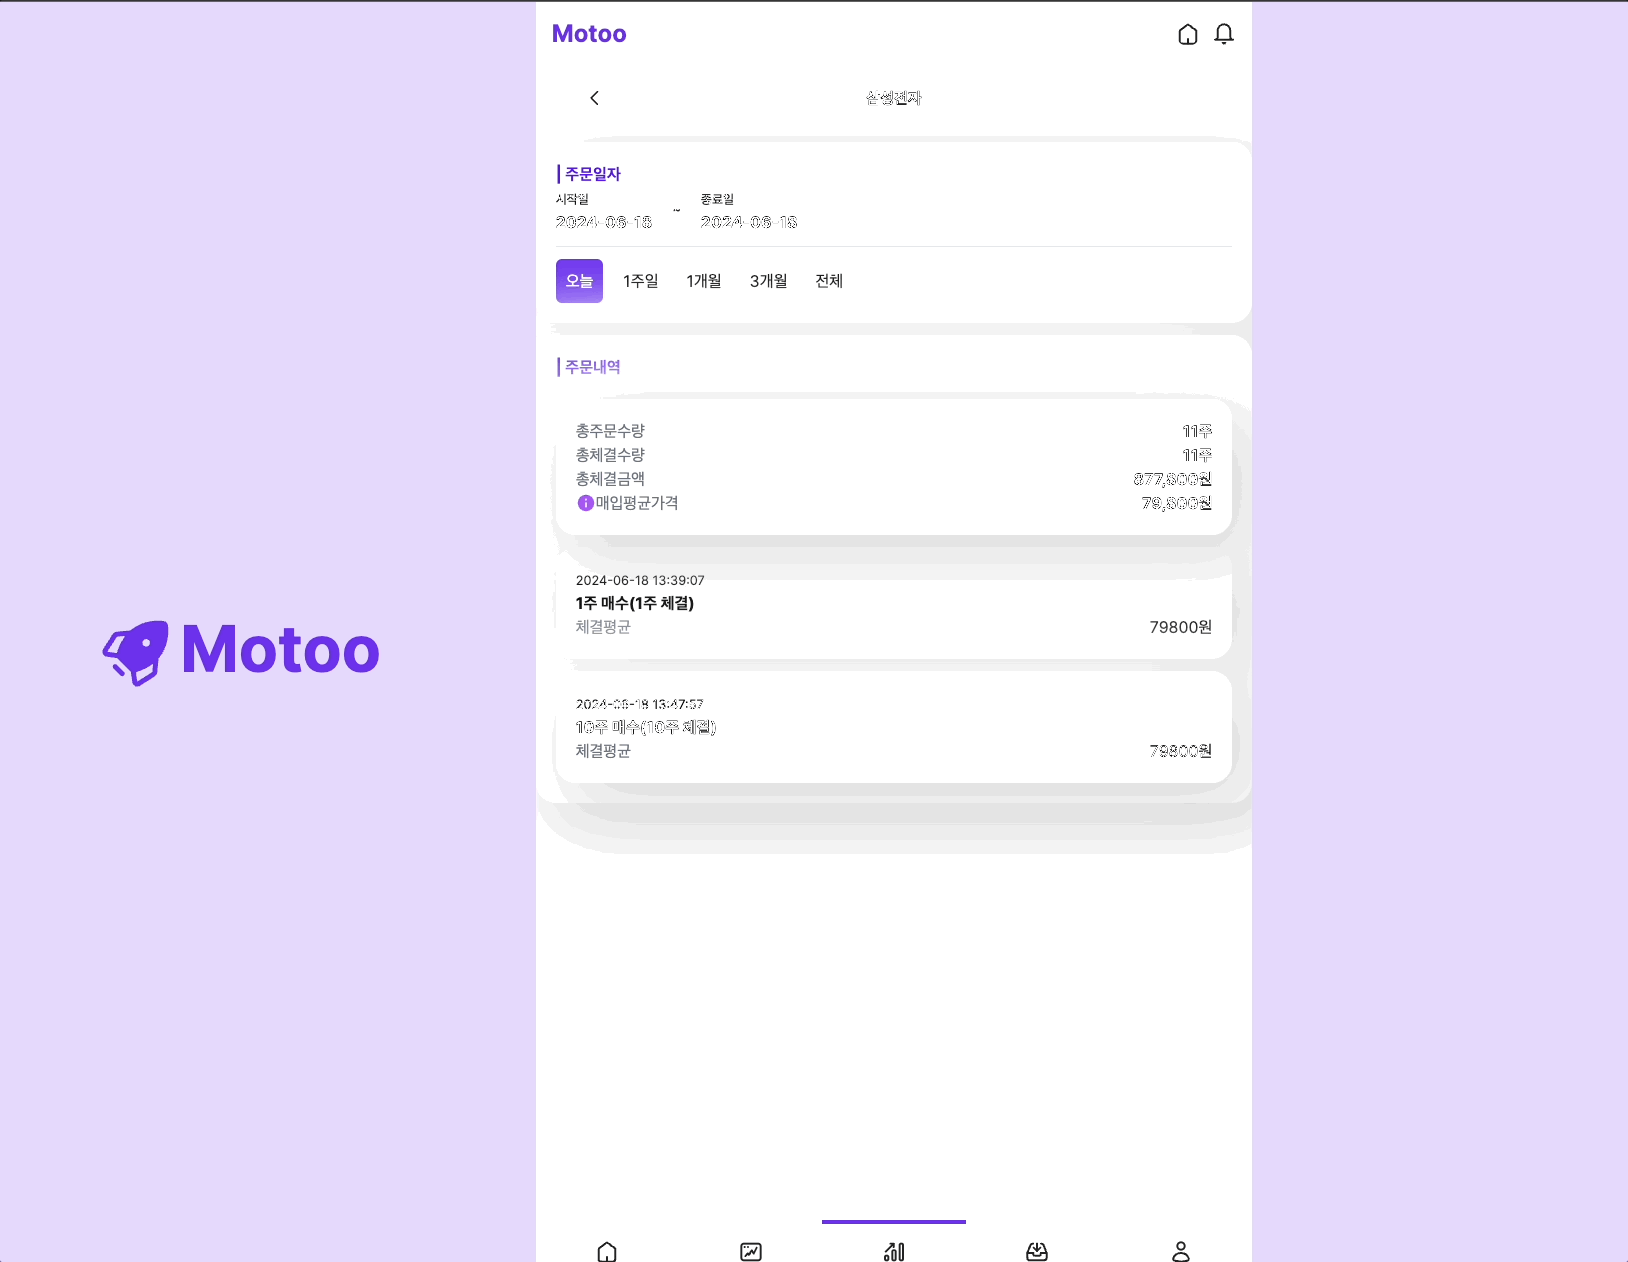 Motoo
삼성전자
주문일자
시작일 종료일
2024-06-18 ~ 2024-06-18
오늘 1주일 1개월 3개월 전체
주문내역
총주문수량 11주
총체결수량 11주
총체결금액 877,800원
매입평균가격 79,800원
2024-06-18 13:39:07
1주 매수(1주 체결)
체결평균 79800원
Motoo
2024-06-18 13:47:57
10주 매수(10주 체결)
체결평균 79800원